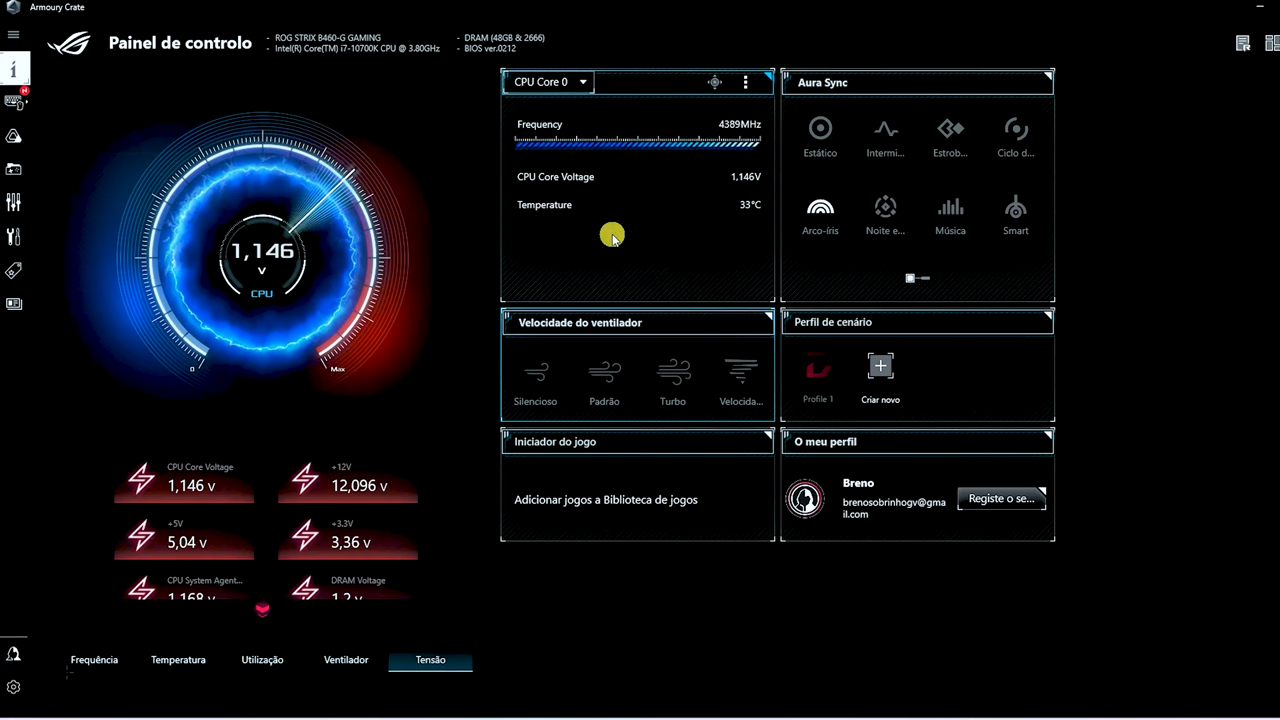 Armoury Crate
Painel de controlo
ROG STRIX B460-G GAMING
Intel(R) Core(TM) i7-10700K CPU @ 3.80GHz
DRAM (48GB & 2666)
BIOS ver.0212
1,146
V
CPU
0
Max
CPU Core Voltage
1,146 v
+12V
12,096 v
+5V
5,04 v
+3.3V
3,36 v
CPU System Agent...
1,168 v
DRAM Voltage
1,2 v
Frequência
Temperatura
Utilização
Ventilador
Tensão
CPU Core 0
Frequency 4389MHz
CPU Core Voltage 1,146V
Temperature 33°C
Aura Sync
Estático
Intermi...
Estrob...
Ciclo d...
Arco-íris
Noite e...
Música
Smart
Velocidade do ventilador
Silencioso
Padrão
Turbo
Velocida...
Perfil de cenário
Profile 1
Criar novo
Iniciador do jogo
Adicionar jogos a Biblioteca de jogos
O meu perfil
Breno
brenosobrinhogv@gma
il.com
Registe o se...